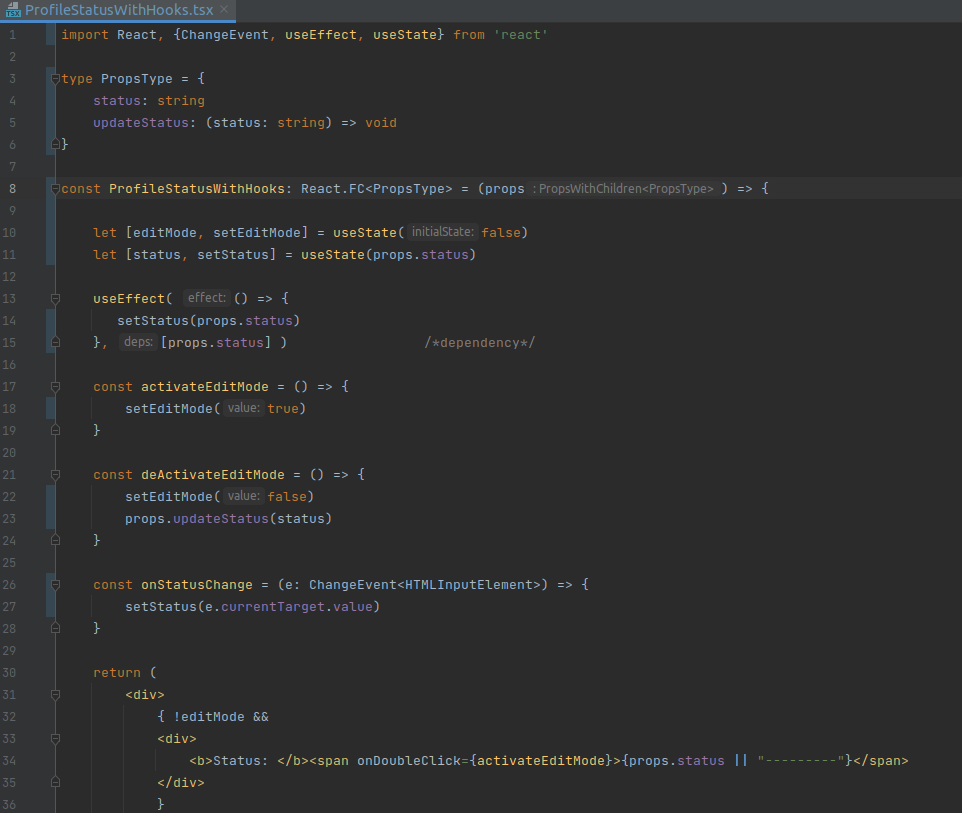 ProfileStatusWithHooks.tsx ×
1 import React, {ChangeEvent, useEffect, useState} from 'react'
2
3 type PropsType = {
4     status: string
5     updateStatus: (status: string) => void
6 }
7
8 const ProfileStatusWithHooks: React.FC<PropsType> = (props : PropsWithChildren<PropsType> ) => {
9
10     let [editMode, setEditMode] = useState( initialState: false)
11     let [status, setStatus] = useState(props.status)
12
13     useEffect( effect: () => {
14        setStatus(props.status)
15     }, deps: [props.status] )                 /*dependency*/
16
17     const activateEditMode = () => {
18         setEditMode( value: true)
19     }
20
21     const deActivateEditMode = () => {
22         setEditMode( value: false)
23         props.updateStatus(status)
24     }
25
26     const onStatusChange = (e: ChangeEvent<HTMLInputElement>) => {
27         setStatus(e.currentTarget.value)
28     }
29
30     return (
31         <div>
32             { !editMode &&
33             <div>
34                 <b>Status: </b><span onDoubleClick={activateEditMode}>{props.status || "---------"}</span>
35             </div>
36             }